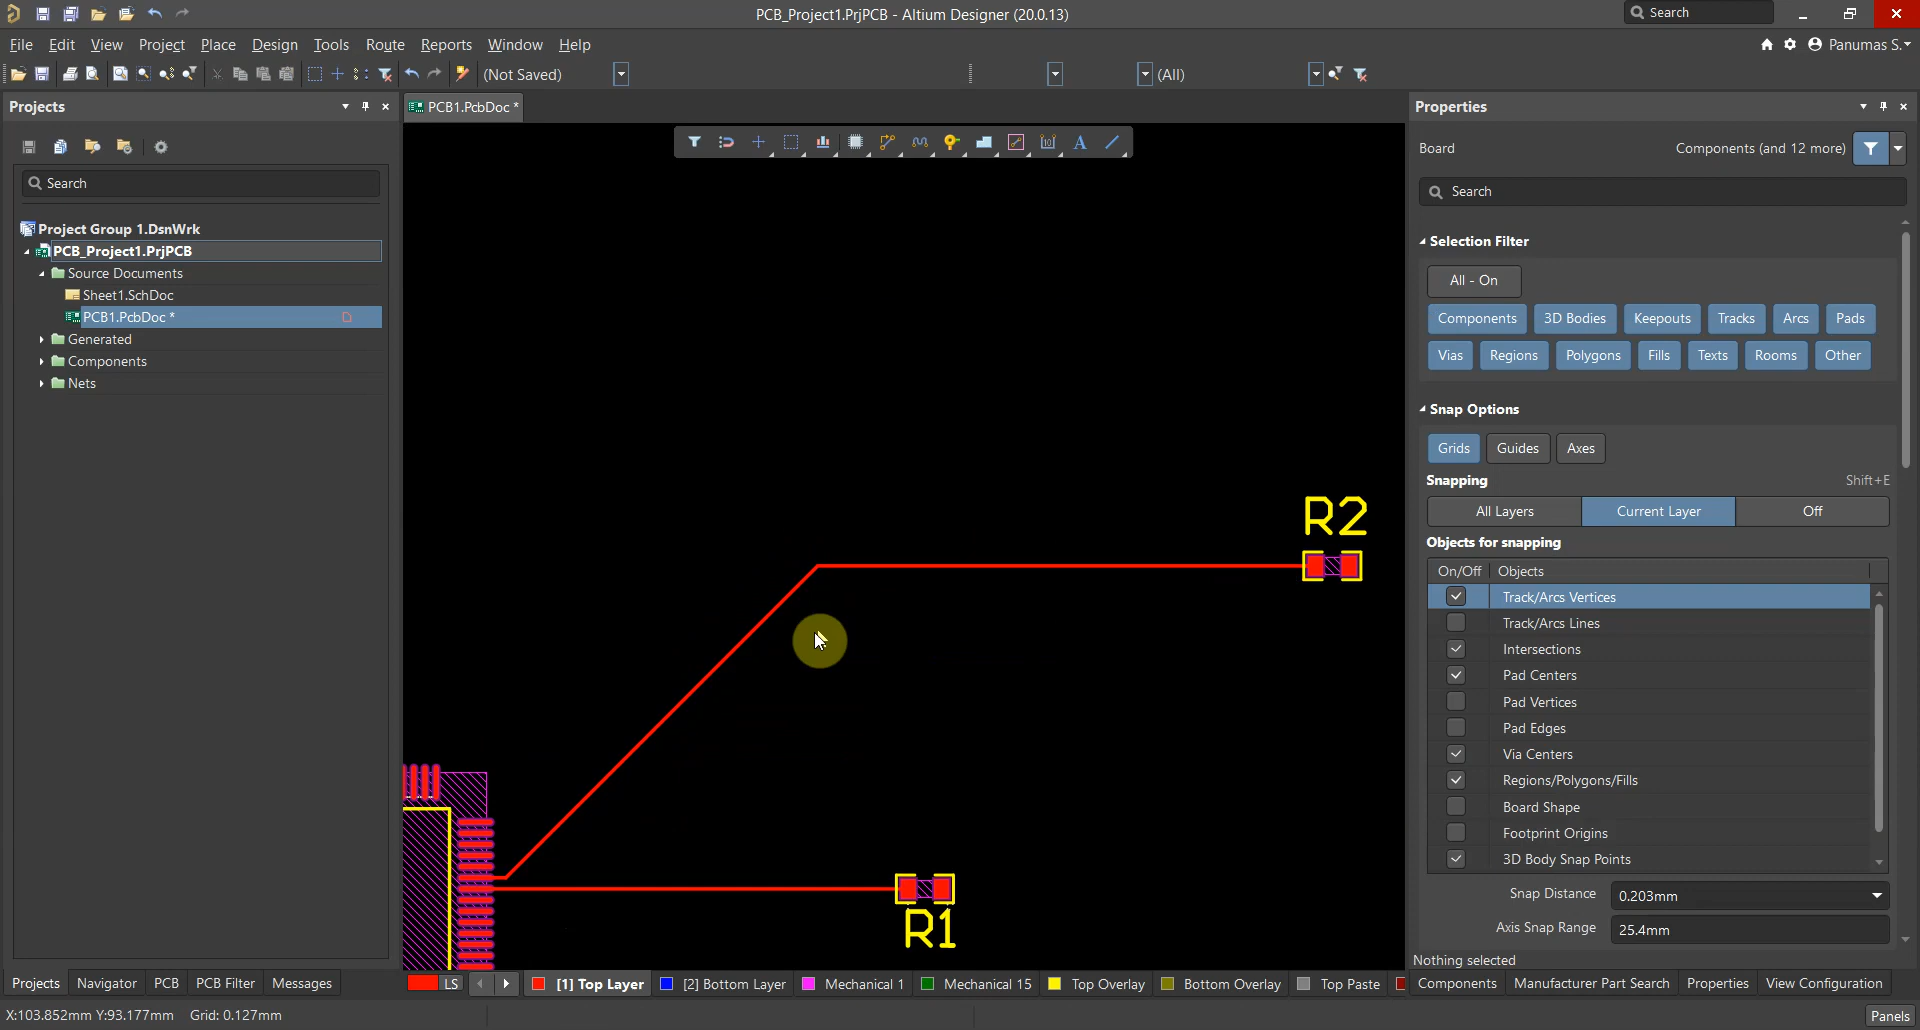 PCB_Project1.PrjPCB - Altium Designer (20.0.13)
Search
File Edit View Project Place Design Tools Route Reports Window Help
Panumas S.
(Not Saved)
(All)
Projects
PCB1.PcbDoc *
Properties
Board
Components (and 12 more)
Search
Search
Project Group 1.DsnWrk
PCB_Project1.PrjPCB
Source Documents
Sheet1.SchDoc
PCB1.PcbDoc *
Generated
Components
Nets
10
A
Selection Filter
All - On
Components 3D Bodies Keepouts Tracks Arcs Pads
Vias Regions Polygons Fills Texts Rooms Other
Snap Options
Grids Guides Axes
Snapping Shift+E
All Layers Current Layer Off
Objects for snapping
On/Off Objects
Track/Arcs Vertices
Track/Arcs Lines
Intersections
Pad Centers
Pad Vertices
Pad Edges
Via Centers
Regions/Polygons/Fills
Board Shape
Footprint Origins
3D Body Snap Points
Snap Distance 0.203mm
Axis Snap Range 25.4mm
Nothing selected
R2
R1
Projects Navigator PCB PCB Filter Messages
LS [1] Top Layer [2] Bottom Layer Mechanical 1 Mechanical 15 Top Overlay Bottom Overlay Top Paste
Components Manufacturer Part Search Properties View Configuration
X:103.852mm Y:93.177mm Grid: 0.127mm
Panels